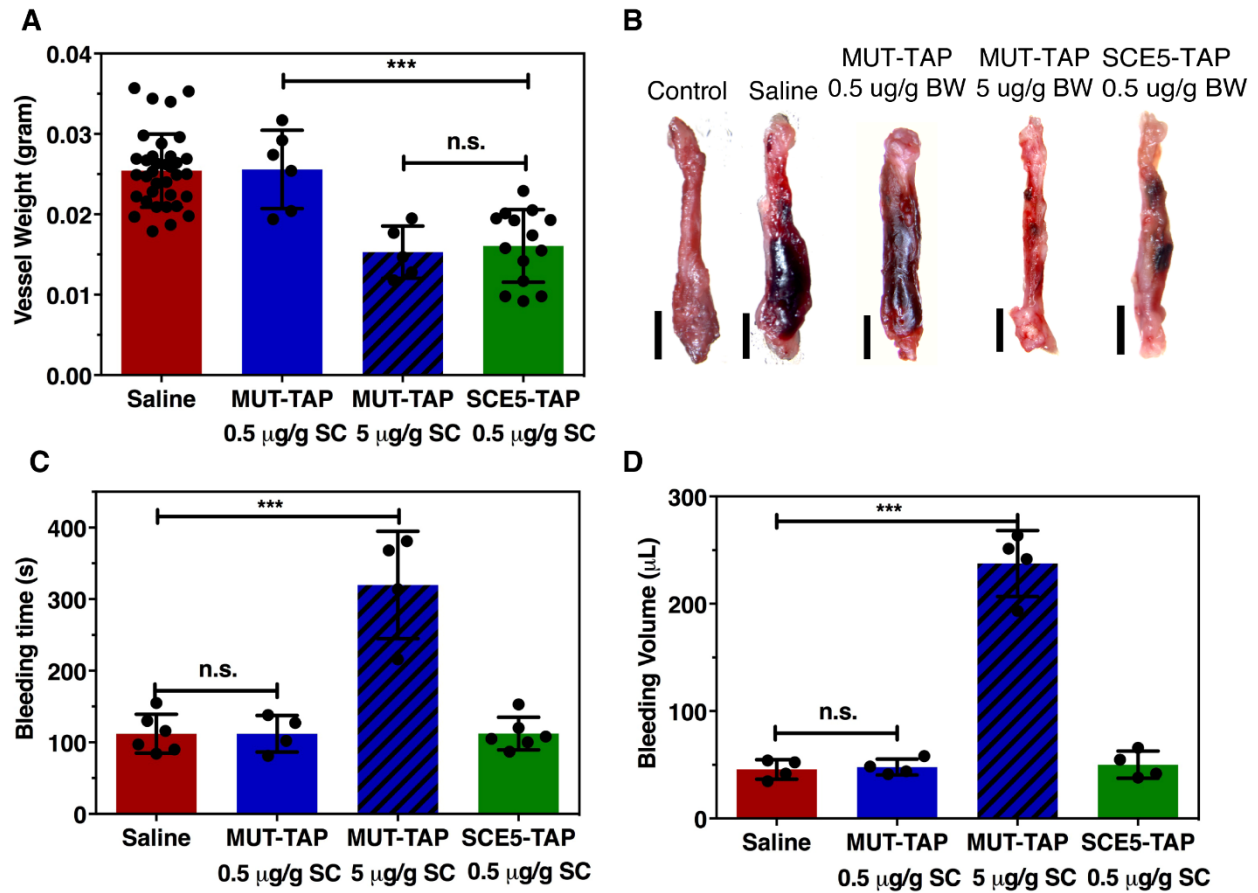 A
Vessel Weight (gram)
0.04
0.03
0.02
0.01
0.00
***
n.s.
Saline
MUT-TAP
0.5 μg/g SC
MUT-TAP
5 μg/g SC
SCE5-TAP
0.5 μg/g SC
B
Control
Saline
MUT-TAP
0.5 ug/g BW
MUT-TAP
5 ug/g BW
SCE5-TAP
0.5 ug/g BW
C
Bleeding time (s)
400
300
200
100
0
***
n.s.
Saline
MUT-TAP
0.5 μg/g SC
MUT-TAP
5 μg/g SC
SCE5-TAP
0.5 μg/g SC
D
Bleeding Volume (μL)
300
200
100
0
***
n.s.
Saline
MUT-TAP
0.5 μg/g SC
MUT-TAP
5 μg/g SC
SCE5-TAP
0.5 μg/g SC